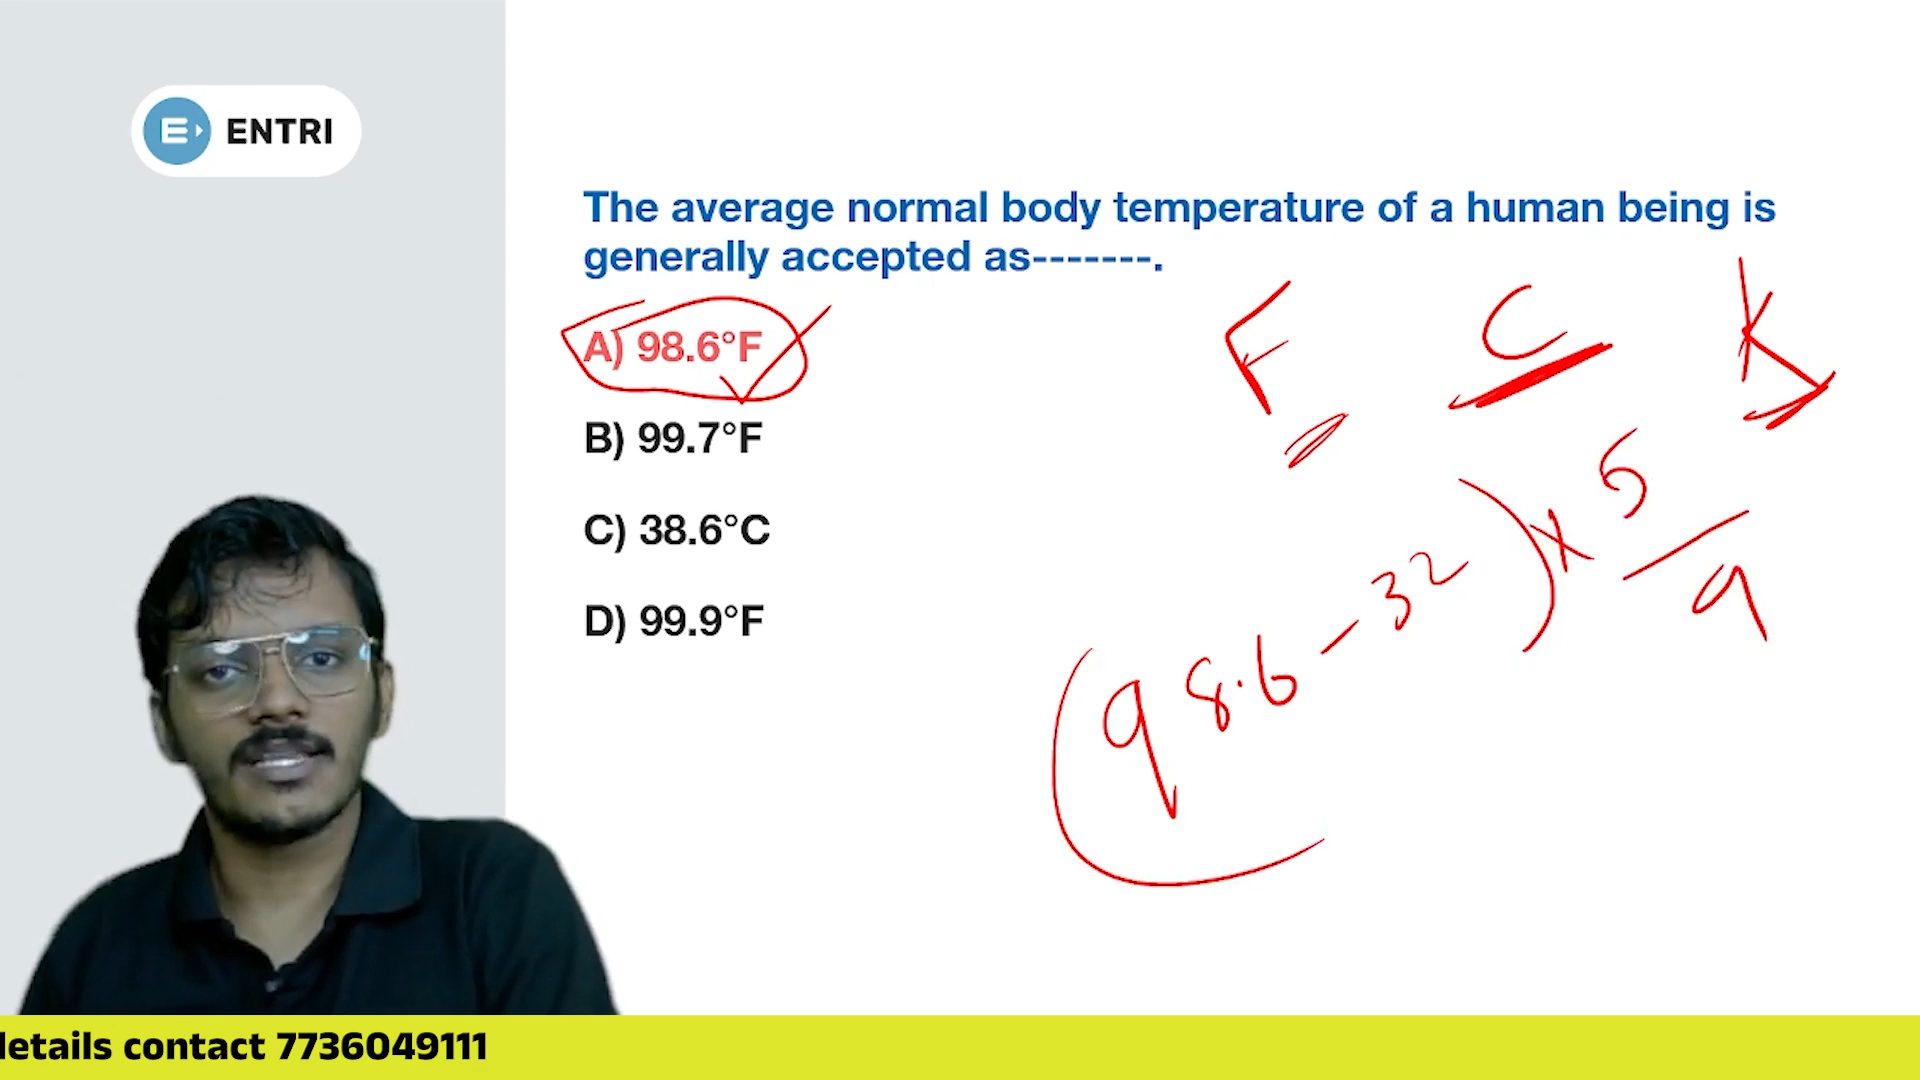 ENTRI
The average normal body temperature of a human being is
generally accepted as-------.
A) 98.6°F
B) 99.7°F
C) 38.6°C
D) 99.9°F
F C K
(98.6-32)×5/9
details contact 7736049111